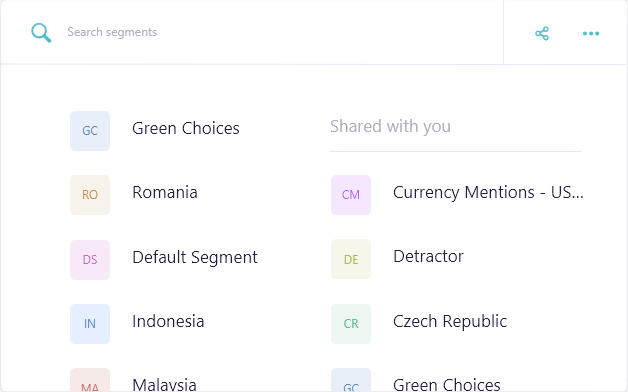 Search segments
GC Green Choices
RO Romania
DS Default Segment
IN Indonesia
MA Malaysia
Shared with you
CM Currency Mentions - US...
DE Detractor
CR Czech Republic
GC Green Choices